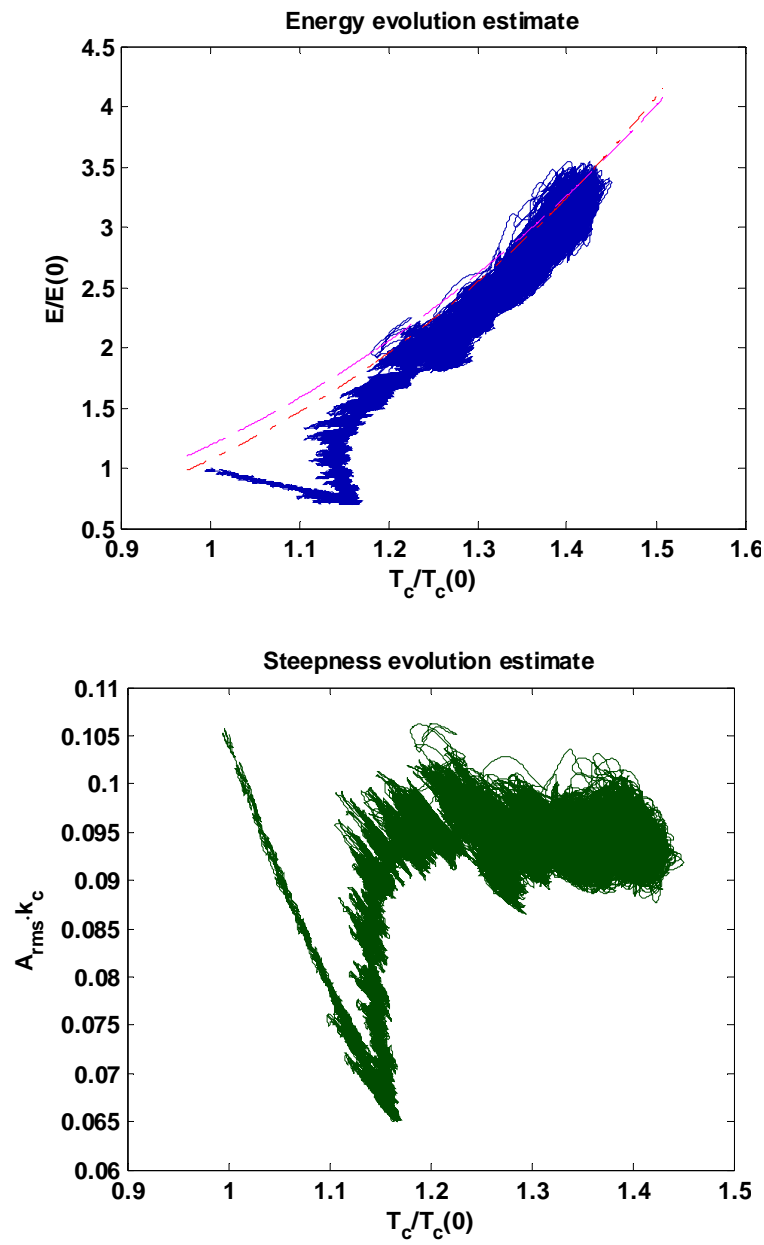 Energy evolution estimate
4.5
4
3.5
3
2.5
2
1.5
1
0.5
E/E(0)
0.9 1 1.1 1.2 1.3 1.4 1.5 1.6
T_c/T_c(0)
Steepness evolution estimate
0.11
0.105
0.1
0.095
0.09
0.085
0.08
0.075
0.07
0.065
0.06
A_rms.k_c
0.9 1 1.1 1.2 1.3 1.4 1.5
T_c/T_c(0)